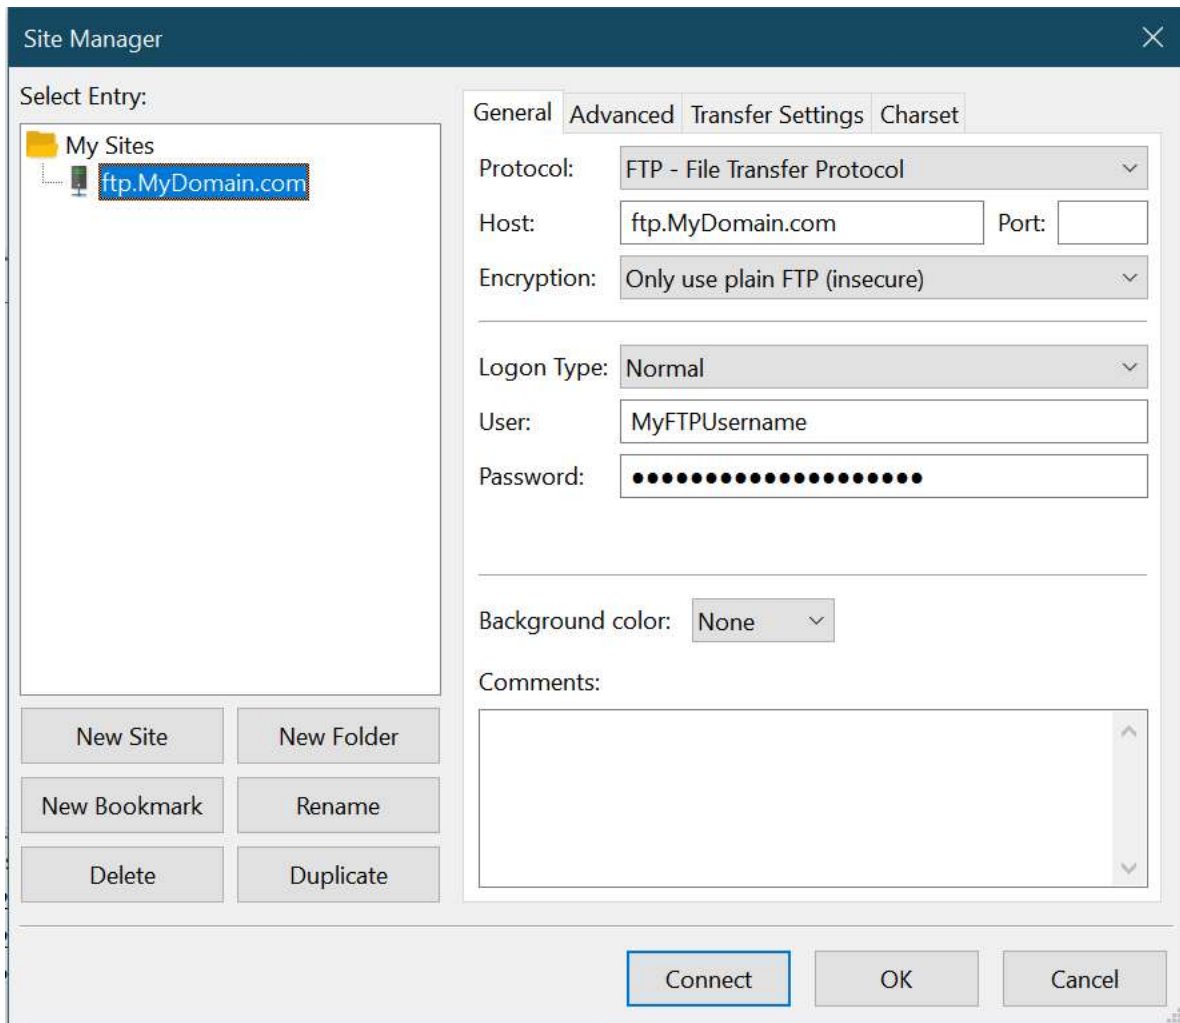 Site Manager
Select Entry:
My Sites
ftp.MyDomain.com
New Site
New Folder
New Bookmark
Rename
Delete
Duplicate
General
Advanced
Transfer Settings
Charset
Protocol:
FTP - File Transfer Protocol
Host:
ftp.MyDomain.com
Port:
Encryption:
Only use plain FTP (insecure)
Logon Type:
Normal
User:
MyFTPUsername
Password:
●●●●●●●●●●●●●●●●●●●●
Background color:
None
Comments:
Connect
OK
Cancel